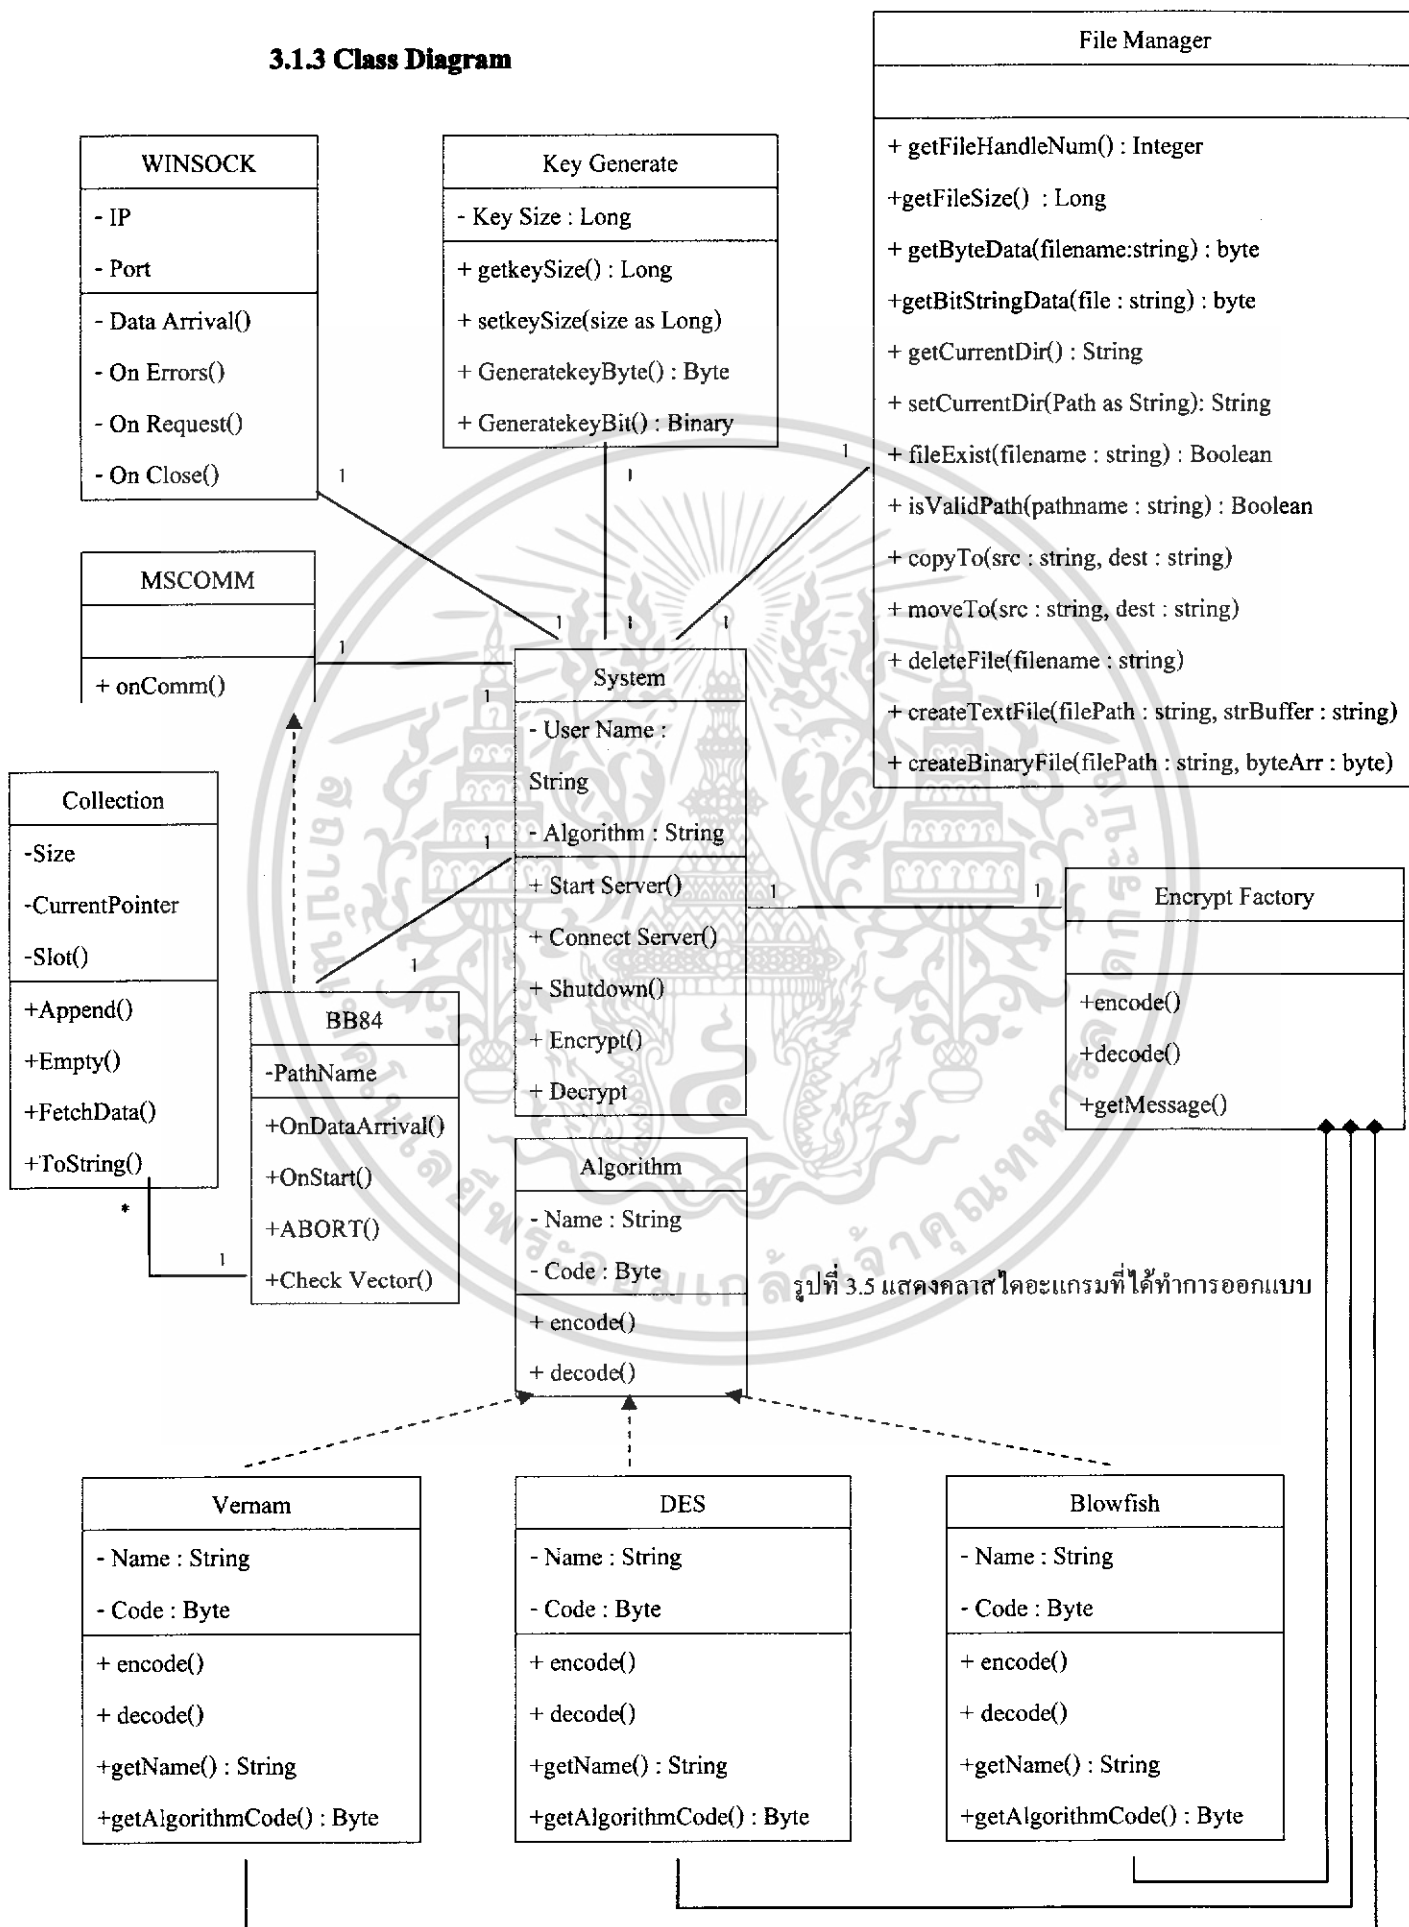 3.1.3 Class Diagram
File Manager
+ getFileHandleNum() : Integer
+getFileSize() : Long
+ getByteData(filename:string) : byte
+getBitStringData(file : string) : byte
+ getCurrentDir() : String
+ setCurrentDir(Path as String): String
+ fileExist(filename : string) : Boolean
+ isValidPath(pathname : string) : Boolean
+ copyTo(src : string, dest : string)
+ moveTo(src : string, dest : string)
+ deleteFile(filename : string)
+ createTextFile(filePath : string, strBuffer : string)
+ createBinaryFile(filePath : string, byteArr : byte)
WINSOCK
- IP
- Port
- Data Arrival()
- On Errors()
- On Request()
- On Close()
Key Generate
- Key Size : Long
+ getkeySize() : Long
+ setkeySize(size as Long)
+ GeneratekeyByte() : Byte
+ GeneratekeyBit() : Binary
1
1
1
1
1
1
MSCOMM
+ onComm()
1
1
System
- User Name :
String
- Algorithm : String
+ Start Server()
+ Connect Server()
+ Shutdown()
+ Encrypt()
+ Decrypt
1
1
1
1
Collection
-Size
-CurrentPointer
-Slot()
+Append()
+Empty()
+FetchData()
+ToString()
*
1
BB84
-PathName
+OnDataArrival()
+OnStart()
+ABORT()
+Check Vector()
Encrypt Factory
+encode()
+decode()
+getMessage()
Algorithm
- Name : String
- Code : Byte
+ encode()
+ decode()
รูปที่ 3.5 แสดงคลาสไดอะแกรมที่ได้ทำการออกแบบ
Vernam
- Name : String
- Code : Byte
+ encode()
+ decode()
+getName() : String
+getAlgorithmCode() : Byte
DES
- Name : String
- Code : Byte
+ encode()
+ decode()
+getName() : String
+getAlgorithmCode() : Byte
Blowfish
- Name : String
- Code : Byte
+ encode()
+ decode()
+getName() : String
+getAlgorithmCode() : Byte